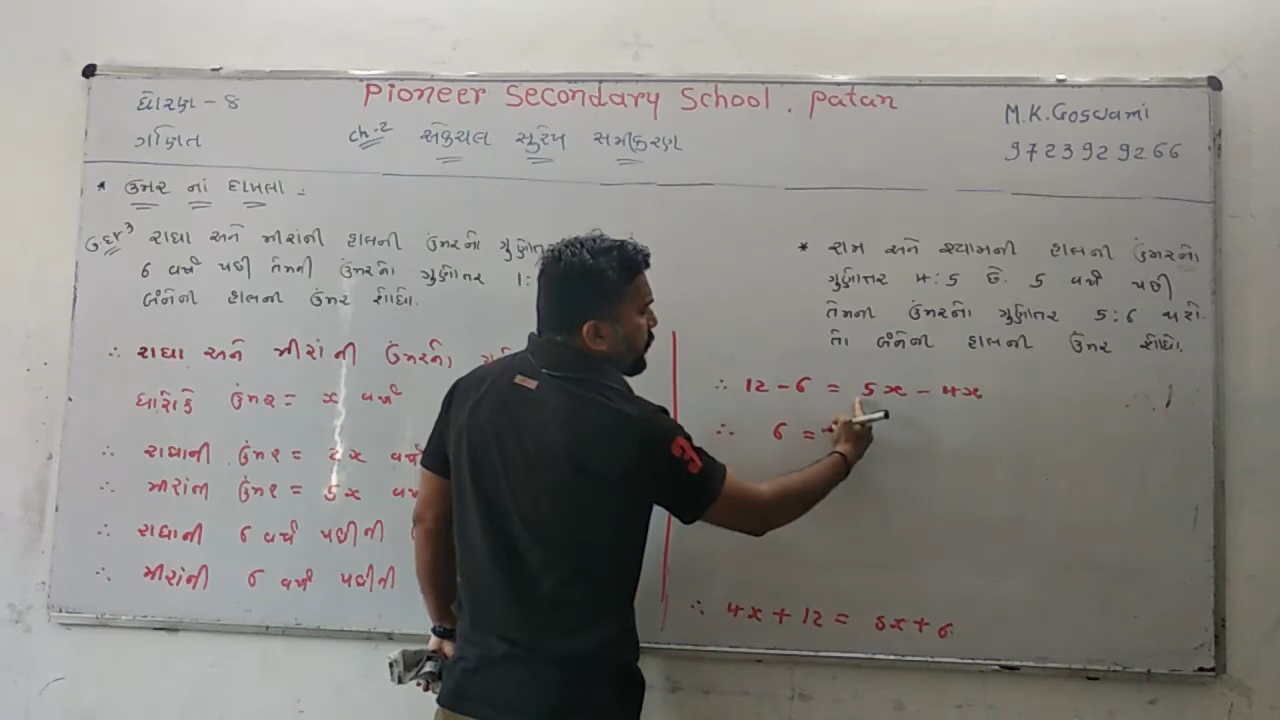 ધોરણ - ૮
ગણિત
Pioneer Secondary School. Patan
ch-2 એકચલ સુરેખ સમીકરણ
M.K.Goswami
9723929266
* ઉંમર નાં દાખલા :
ઉદા 3 રાધા અને મીરાંની હાલની ઉંમરનો
6 વર્ષ પછી તેમની ઉંમરનો ગુણોત્તર 1:
બંનેની હાલની ઉંમર શોધો.
∴ રાધા અને મીરાં ની ઉંમરનો
ધારોકે ઉંમર = x વર્ષ
∴ રાધાની ઉંમર = 2x વર્ષ
∴ મીરાંની ઉંમર = 5x વર્ષ
∴ રાધાની 6 વર્ષ પછીની
∴ મીરાંની 6 વર્ષ પછીની
* રામ અને શ્યામની હાલની ઉંમરનો
ગુણોત્તર 4:5 છે. 5 વર્ષ પછી
તેમની ઉંમરનો ગુણોત્તર 5:6 થશે.
તો બંનેની હાલની ઉંમર શોધો.
∴ 12 - 6 = 5x - 4x
∴ 6 =
∴ 4x + 12 = 5x + 6